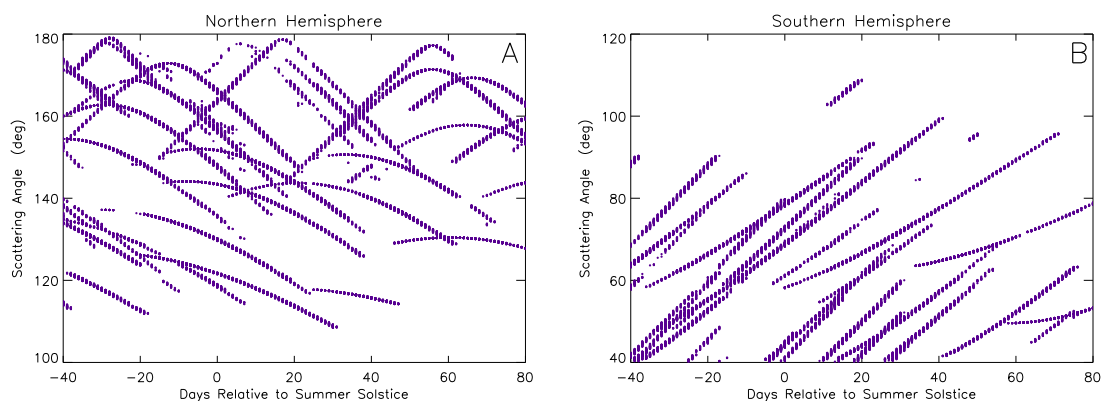 Northern Hemisphere
A
180
160
140
120
100
Scattering Angle (deg)
-40 -20 0 20 40 60 80
Days Relative to Summer Solstice
Southern Hemisphere
B
120
100
80
60
40
Scattering Angle (deg)
-40 -20 0 20 40 60 80
Days Relative to Summer Solstice